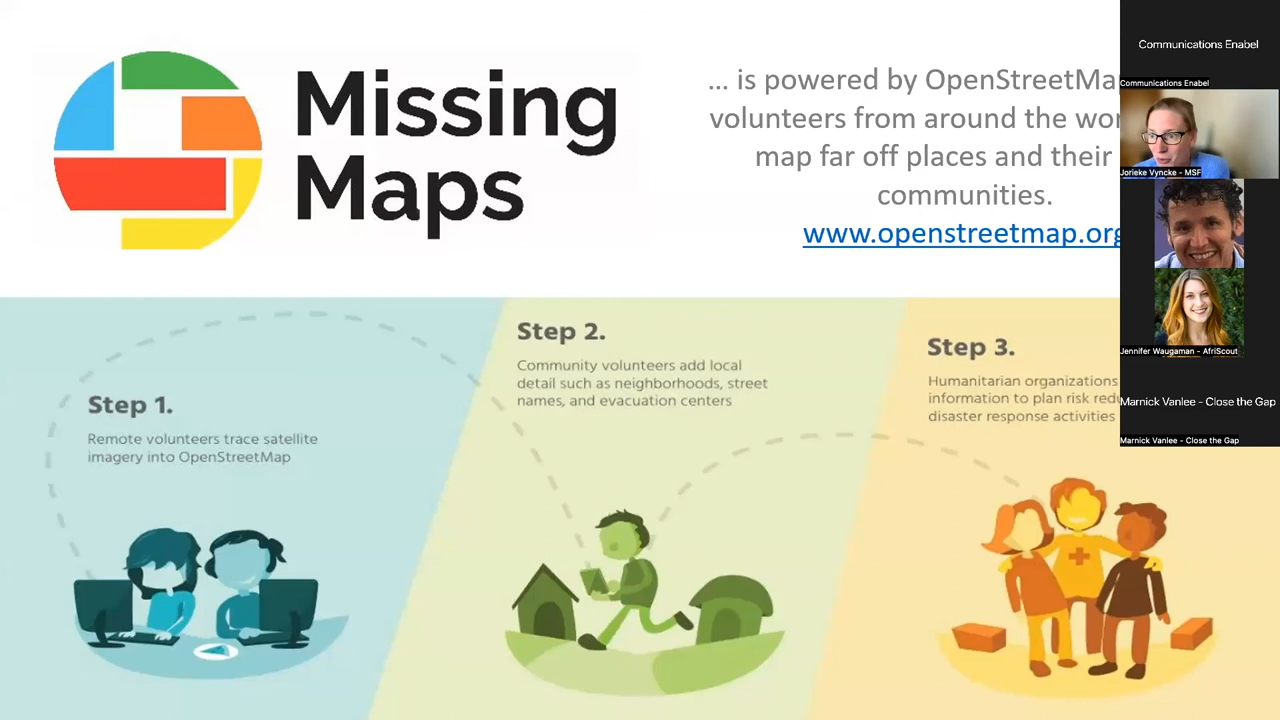 Missing
Maps
... is powered by OpenStreetMa
volunteers from around the wor
map far off places and their
communities.
www.openstreetmap.org
Step 1.
Remote volunteers trace satellite
imagery into OpenStreetMap
Step 2.
Community volunteers add local
detail such as neighborhoods, street
names, and evacuation centers
Step 3.
Humanitarian organizations
information to plan risk redu
disaster response activities
Communications Enabel
Communications Enabel
Jorieke Vyncke - MSF
Jennifer Waugaman - AfriScout
Marnick Vanlee - Close the Gap
Marnick Vanlee - Close the Gap